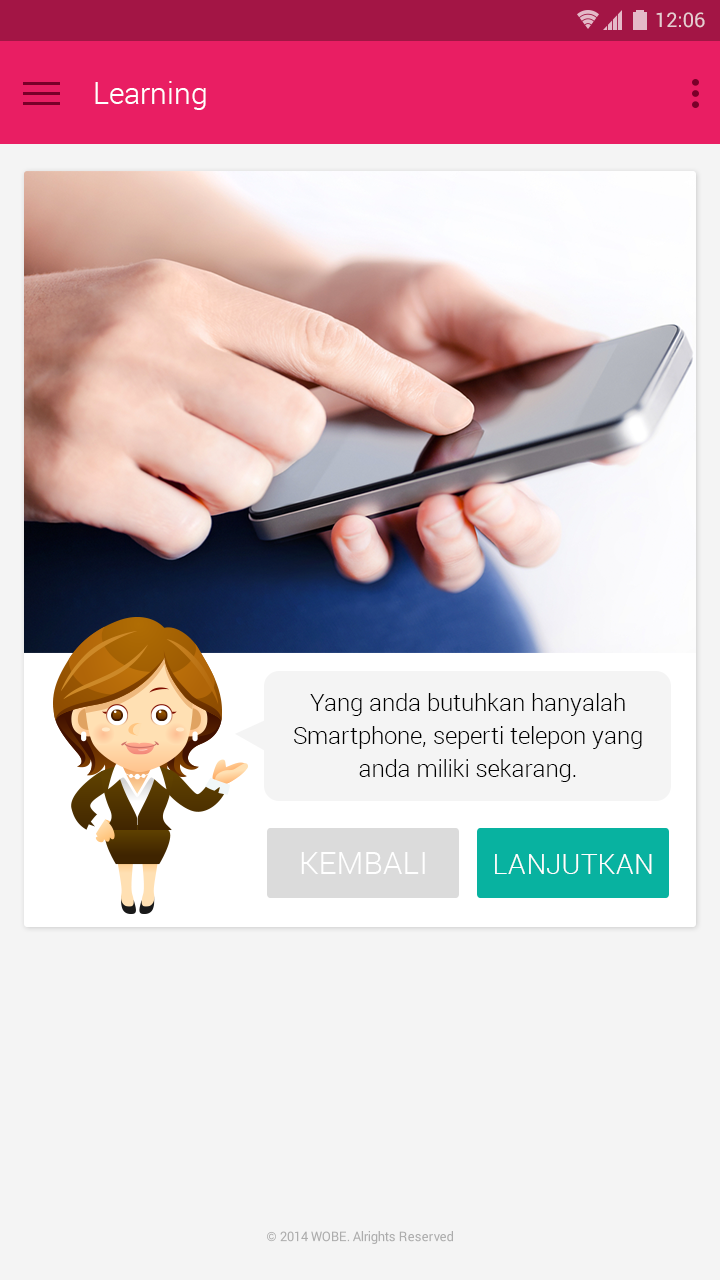 12:06
Learning
Yang anda butuhkan hanyalah
Smartphone, seperti telepon yang
anda miliki sekarang.
KEMBALI
LANJUTKAN
© 2014 WOBE. Alrights Reserved